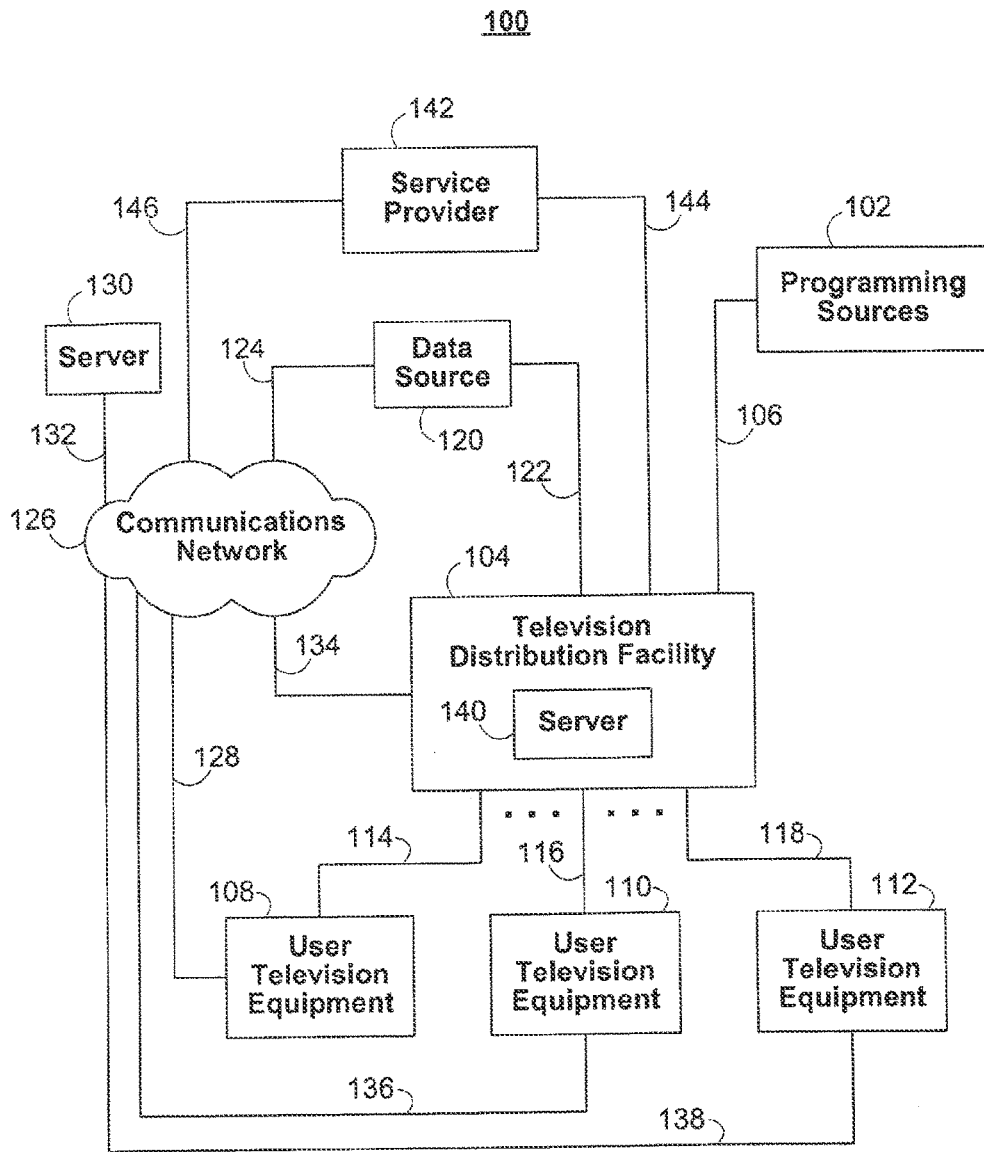 100
142
Service
Provider
146
144
102
Programming
Sources
130
Server
124
Data
Source
120
132
106
122
126
Communications
Network
104
Television
Distribution Facility
134
140
Server
128
114
116
118
108
User
Television
Equipment
110
User
Television
Equipment
112
User
Television
Equipment
136
138